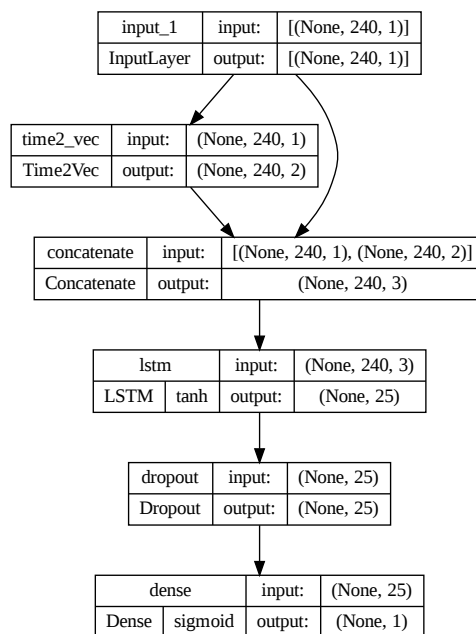 input_1 input: [(None, 240, 1)]
InputLayer output: [(None, 240, 1)]
time2_vec input: (None, 240, 1)
Time2Vec output: (None, 240, 2)
concatenate input: [(None, 240, 1), (None, 240, 2)]
Concatenate output: (None, 240, 3)
lstm input: (None, 240, 3)
LSTM tanh output: (None, 25)
dropout input: (None, 25)
Dropout output: (None, 25)
dense input: (None, 25)
Dense sigmoid output: (None, 1)